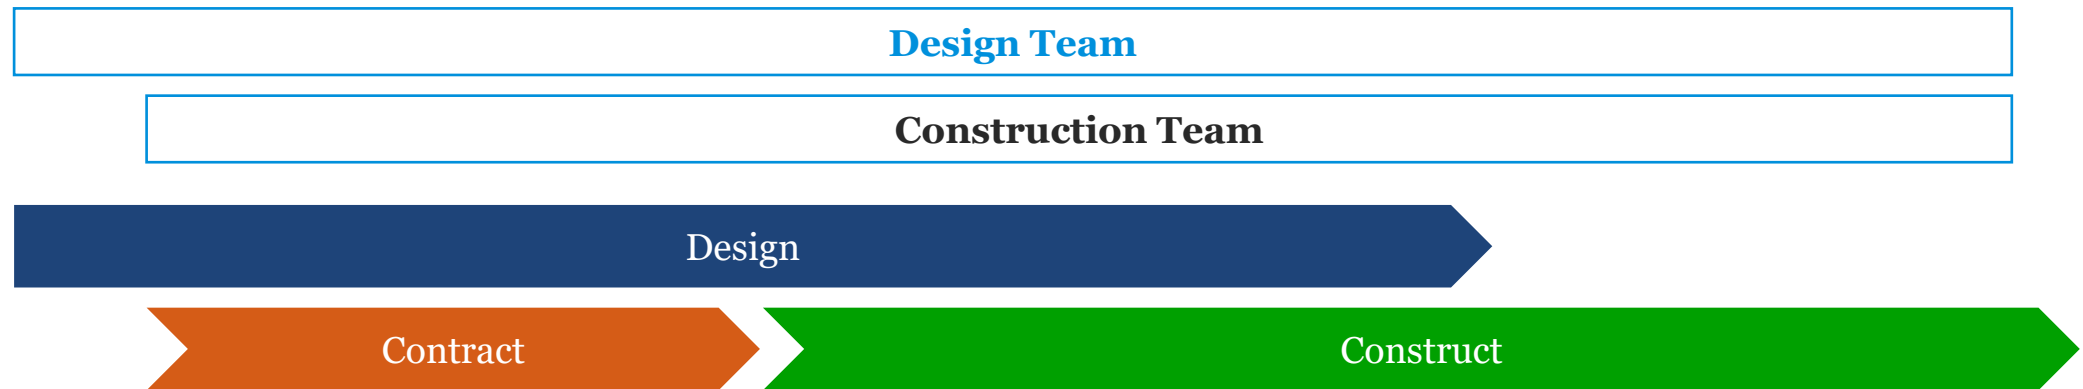 Design Team
Construction Team
Design
Contract
Construct